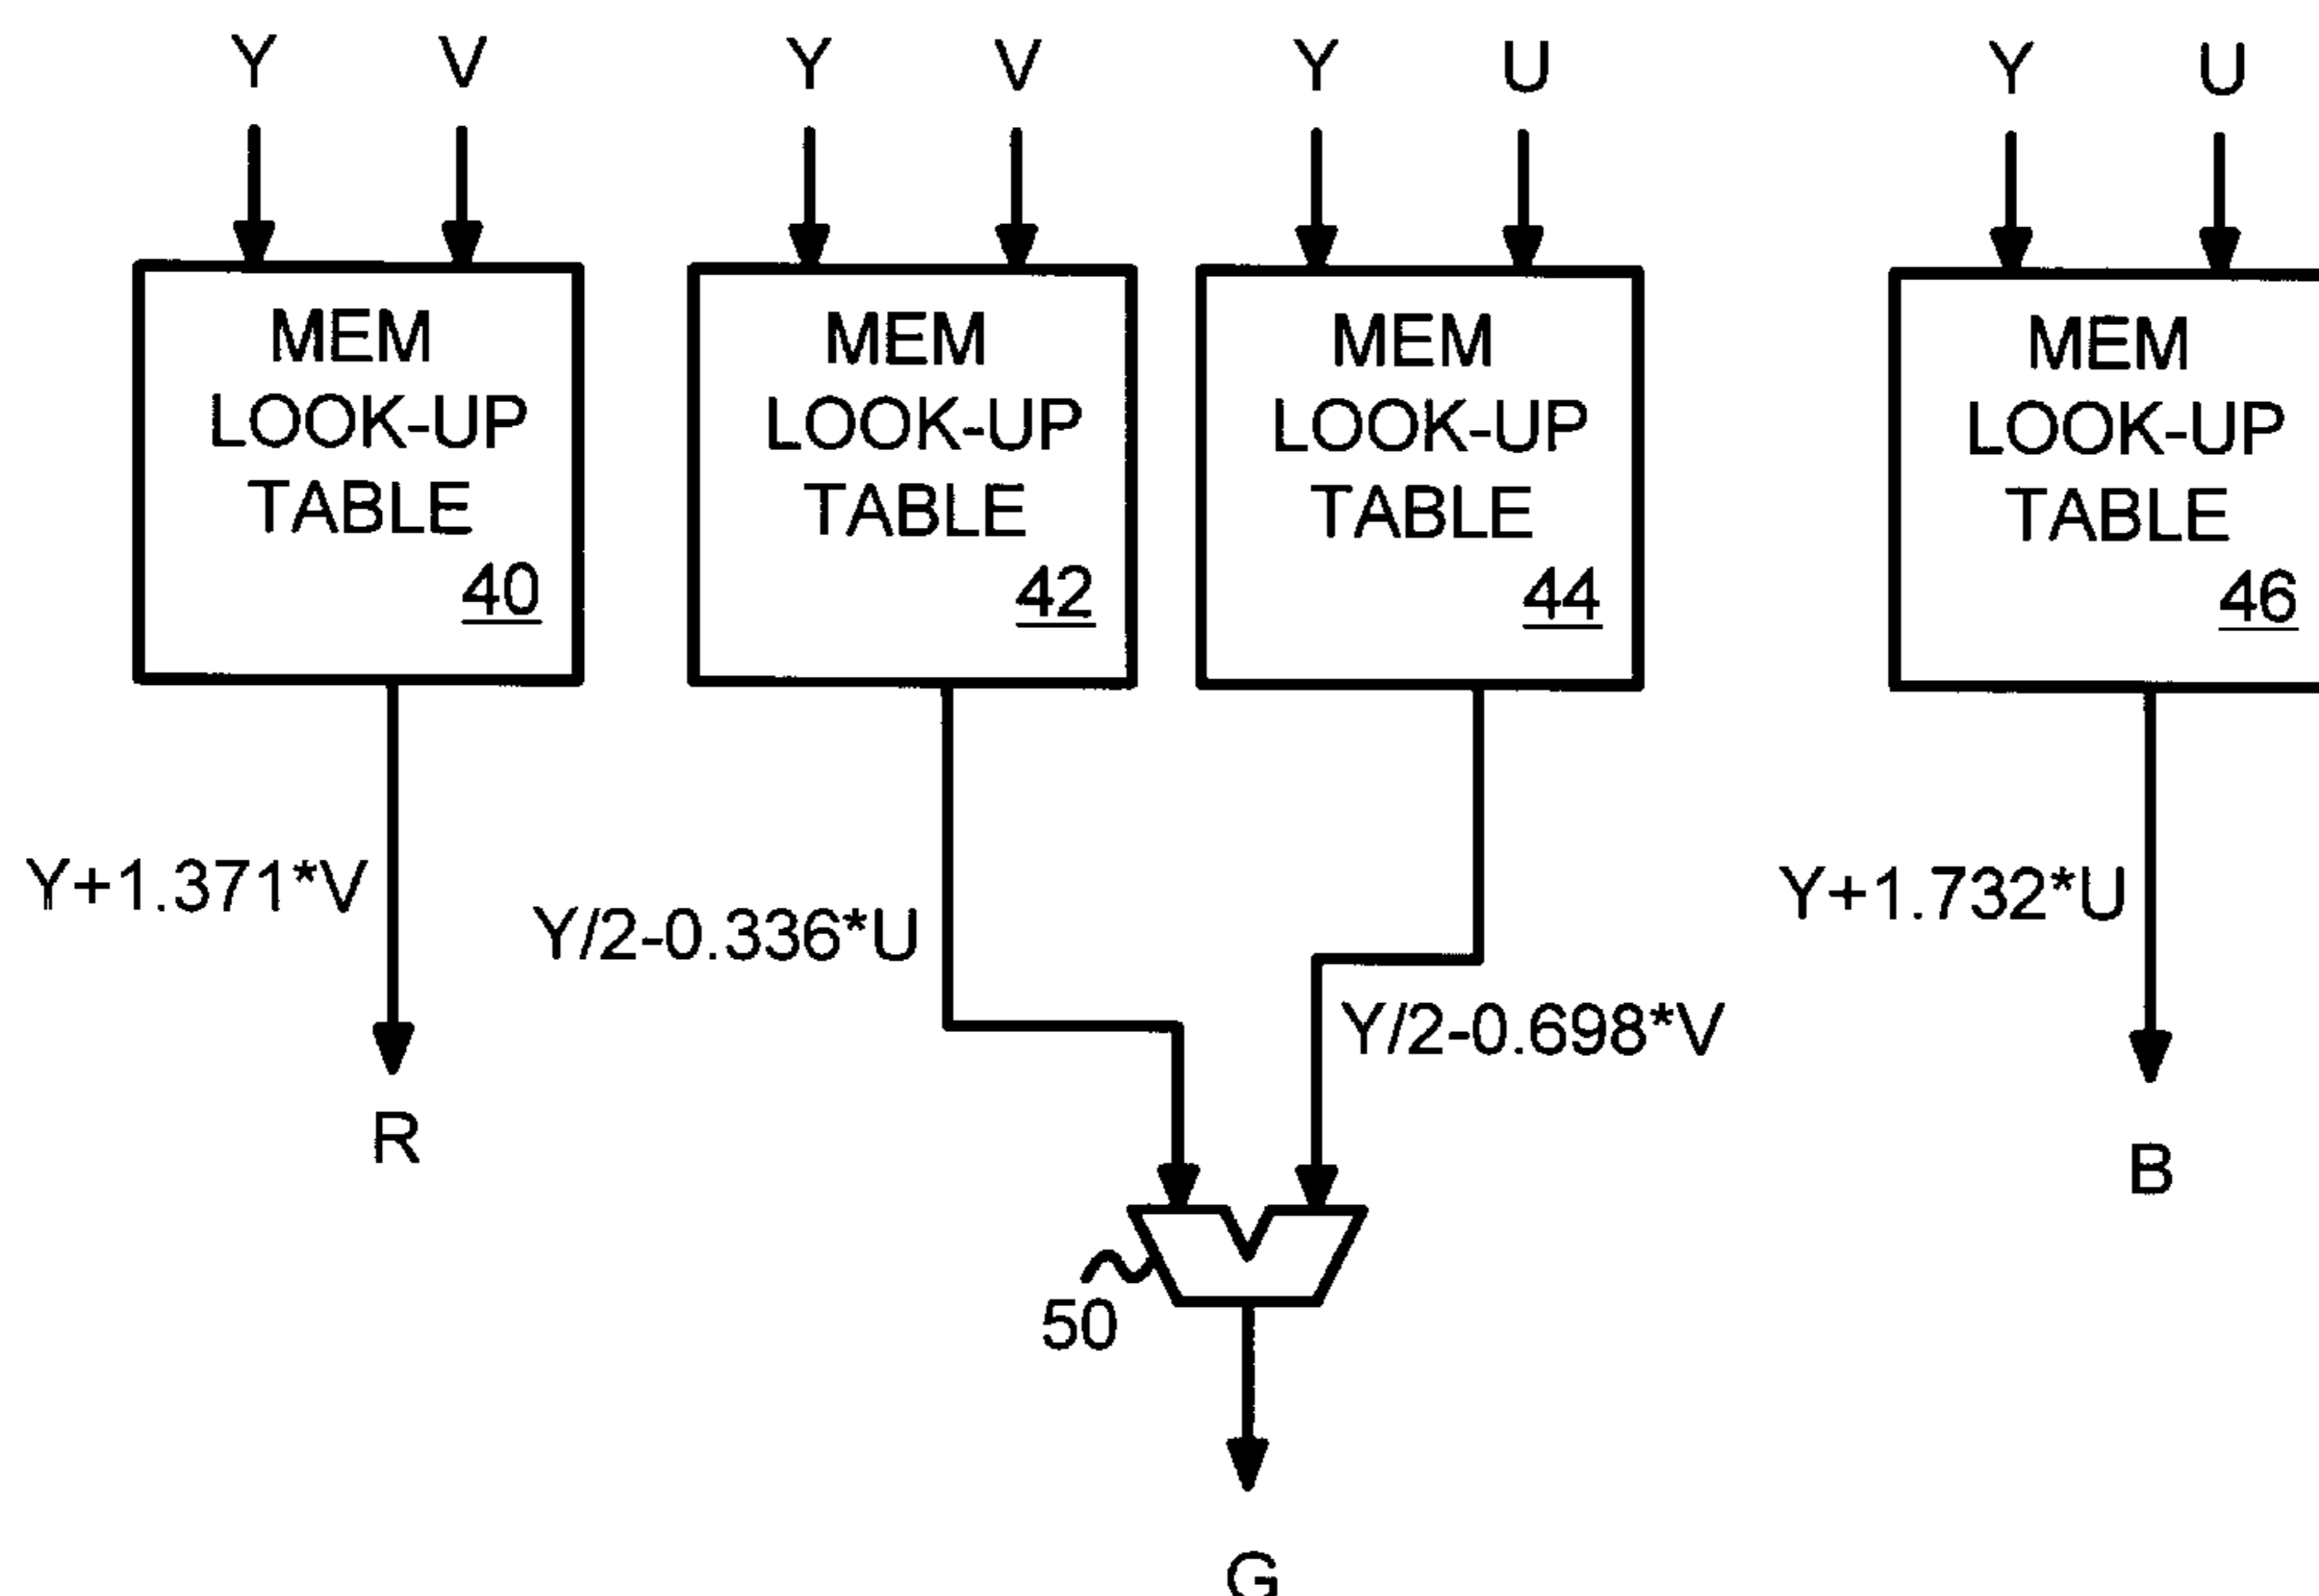 Y V Y V Y U Y U
MEM
LOOK-UP
TABLE
40
MEM
LOOK-UP
TABLE
42
MEM
LOOK-UP
TABLE
44
MEM
LOOK-UP
TABLE
46
Y+1.371*V
Y/2-0.336*U
Y/2-0.698*V
Y+1.732*U
R
B
50
G